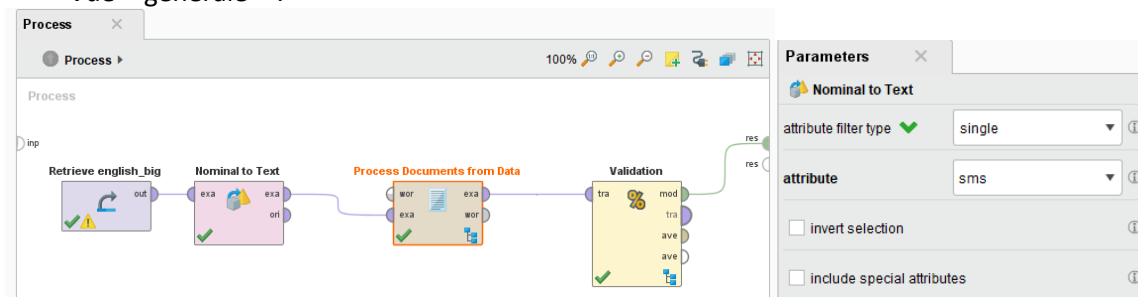 Process
Process
100%
Process
inp
res
res
Retrieve english_big
out
Nominal to Text
exa
exa
ori
Process Documents from Data
wor
exa
exa
wor
Validation
tra
mod
tra
ave
ave
Parameters
Nominal to Text
attribute filter type
single
attribute
sms
invert selection
include special attributes